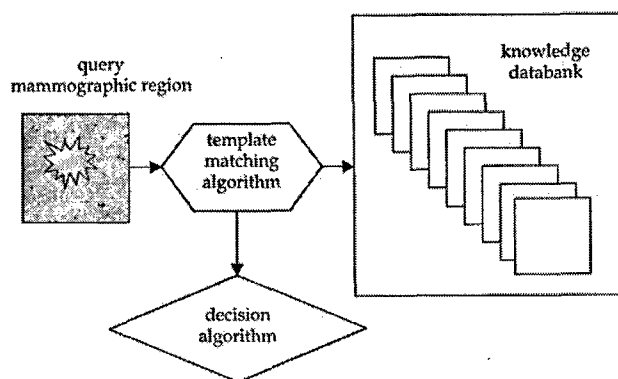 query
mammographic region
template
matching
algorithm
knowledge
databank
decision
algorithm